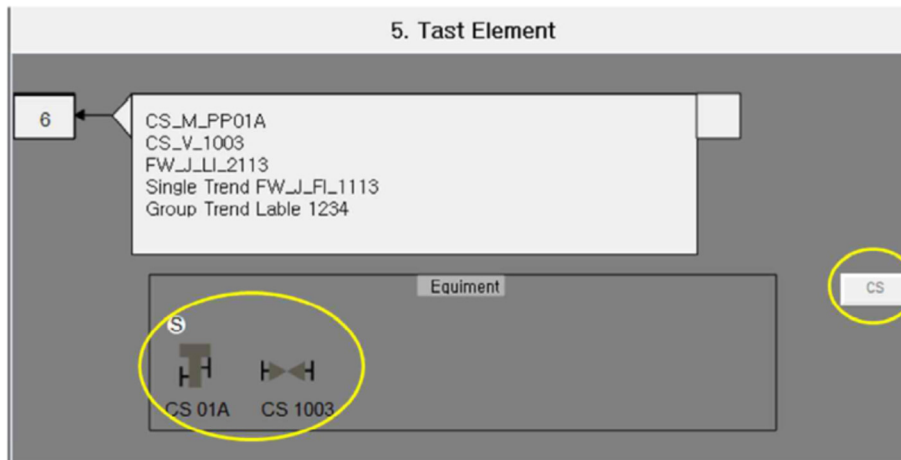 5. Tast Element
6
CS_M_PP01A
CS_V_1003
FW_J_LI_2113
Single Trend FW_J_FI_1113
Group Trend Lable 1234
Equiment
CS
S
CS 01A CS 1003